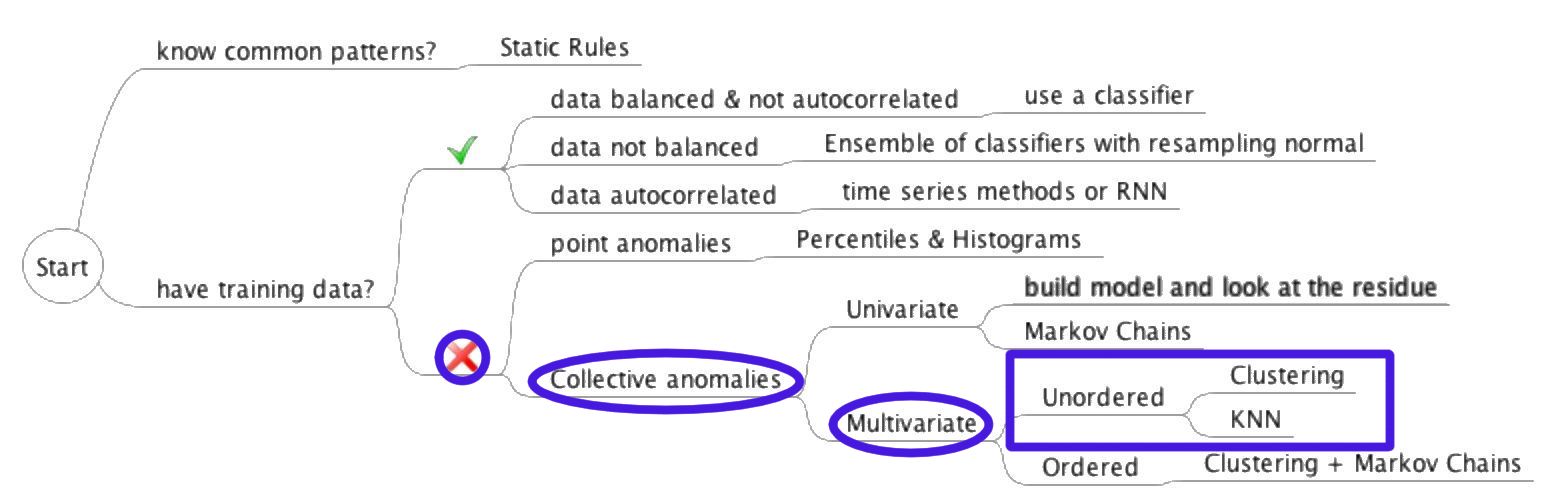 know common patterns?
Static Rules
data balanced & not autocorrelated
use a classifier
data not balanced
Ensemble of classifiers with resampling normal
data autocorrelated
time series methods or RNN
Start
have training data?
point anomalies
Percentiles & Histograms
Collective anomalies
Univariate
build model and look at the residue
Markov Chains
Multivariate
Unordered
Clustering
KNN
Ordered
Clustering + Markov Chains